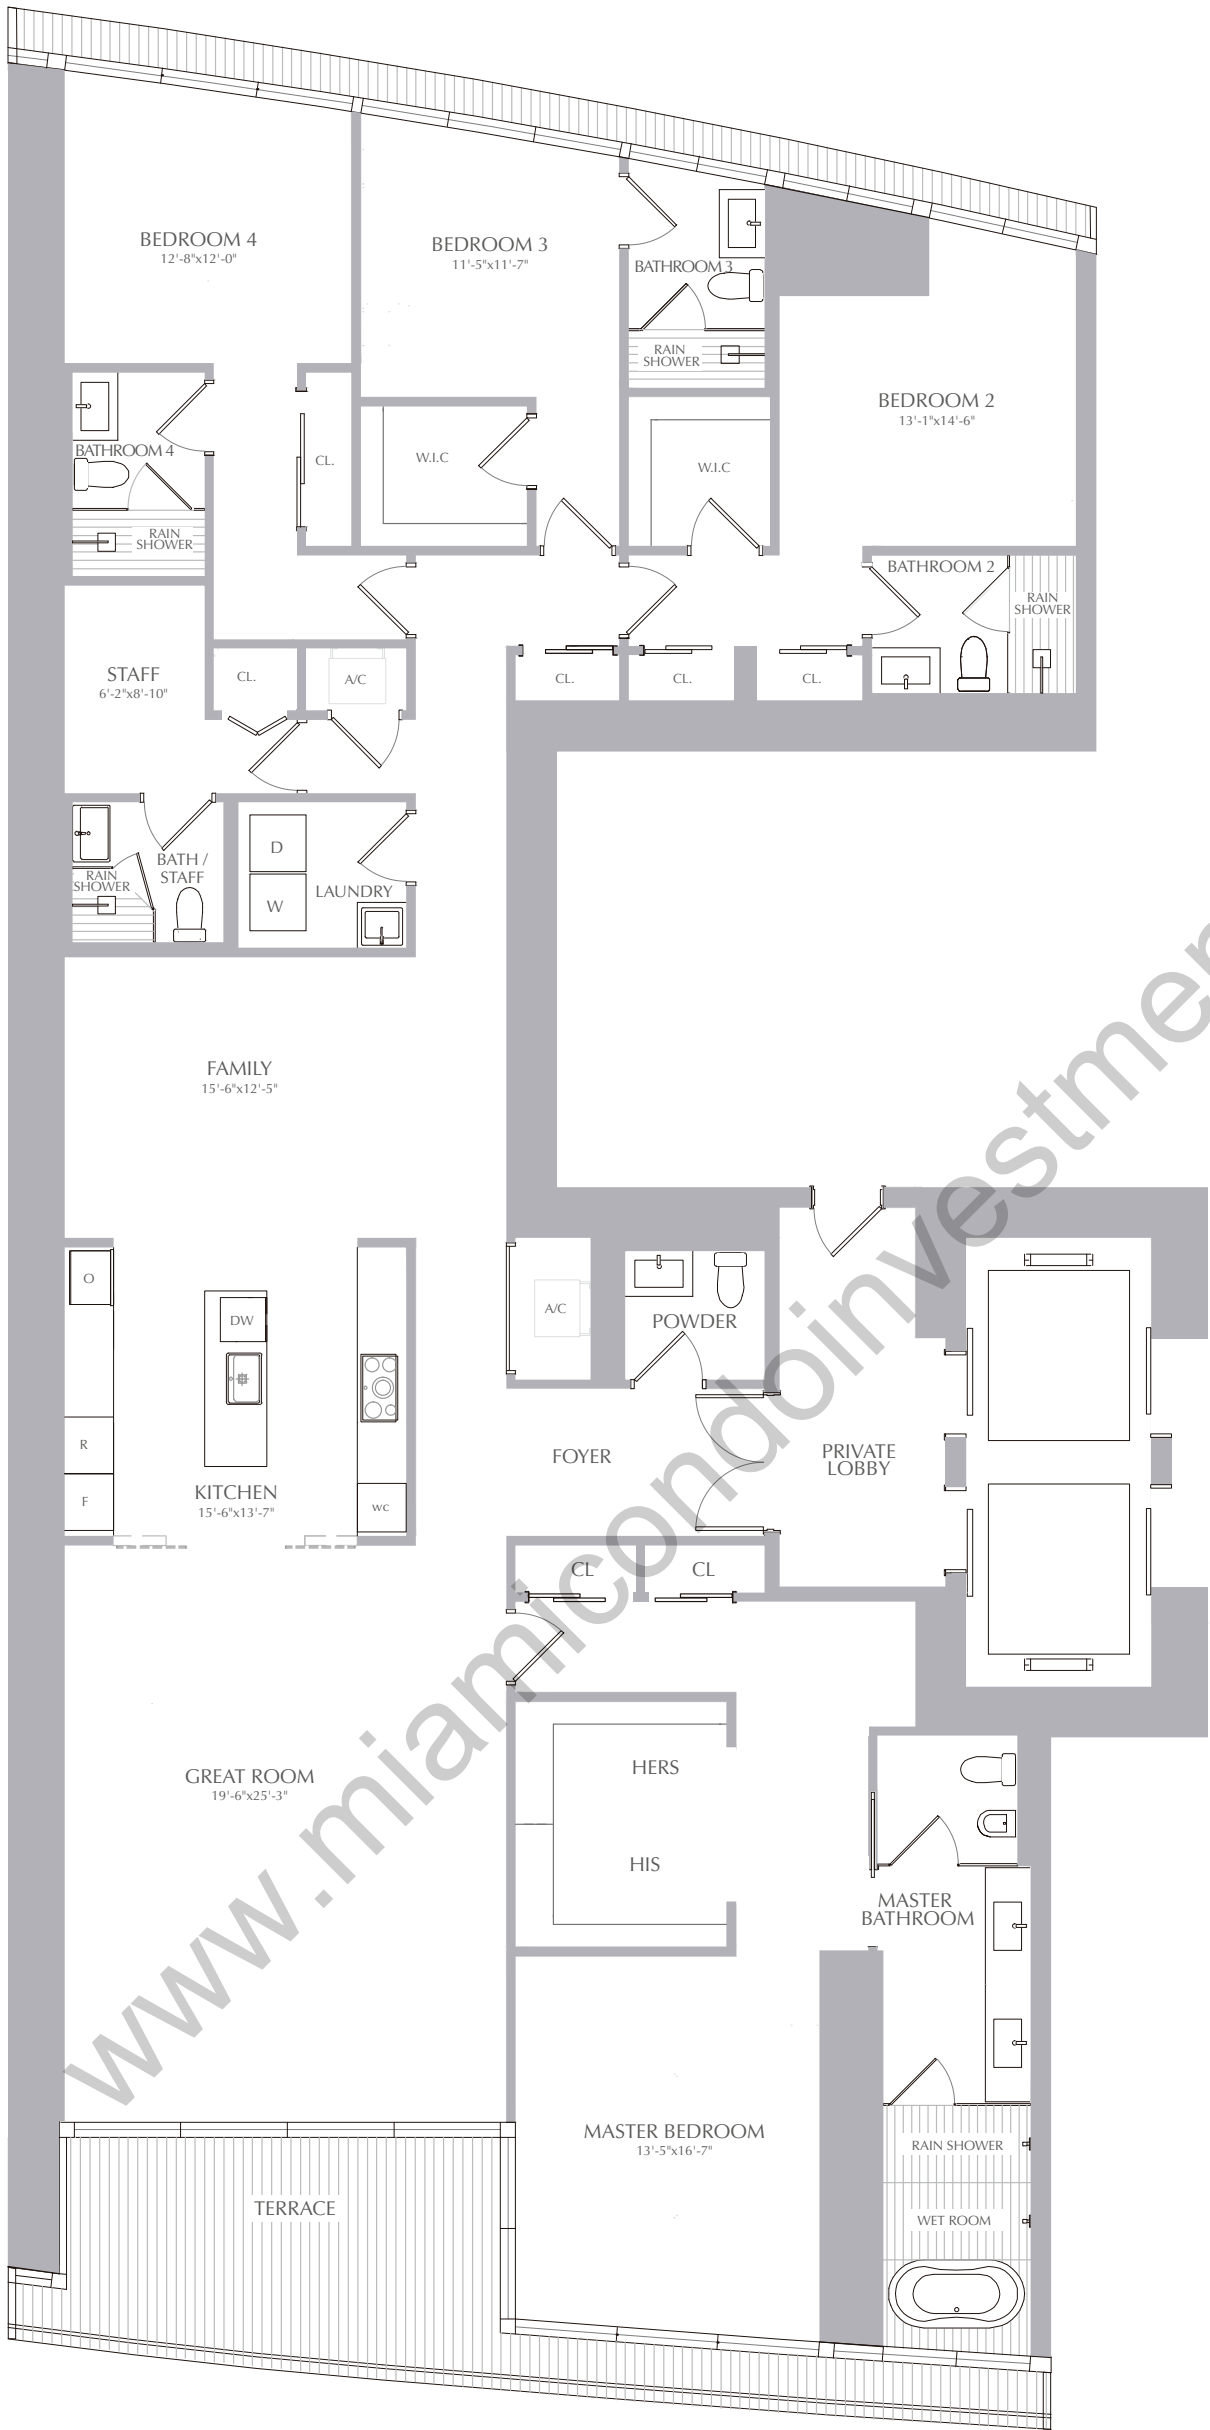 BEDROOM 4
12'-8"x12'-0"
BEDROOM 3
11'-5"x11'-7"
BATHROOM 3
RAIN
SHOWER
BEDROOM 2
13'-1"x14'-6"
BATHROOM 4
RAIN
SHOWER
CL.
W.I.C
W.I.C
BATHROOM 2
RAIN
SHOWER
STAFF
6'-2"x8'-10"
CL.
A/C
CL.
CL.
CL.
BATH /
STAFF
RAIN
SHOWER
D
W
LAUNDRY
FAMILY
15'-6"x12'-5"
O
DW
R
F
KITCHEN
15'-6"x13'-7"
WC
A/C
POWDER
FOYER
PRIVATE
LOBBY
CL
CL
GREAT ROOM
19'-6"x25'-3"
HERS
HIS
MASTER
BATHROOM
MASTER BEDROOM
13'-5"x16'-7"
RAIN SHOWER
WET ROOM
TERRACE
www.miamicondoinvestmen